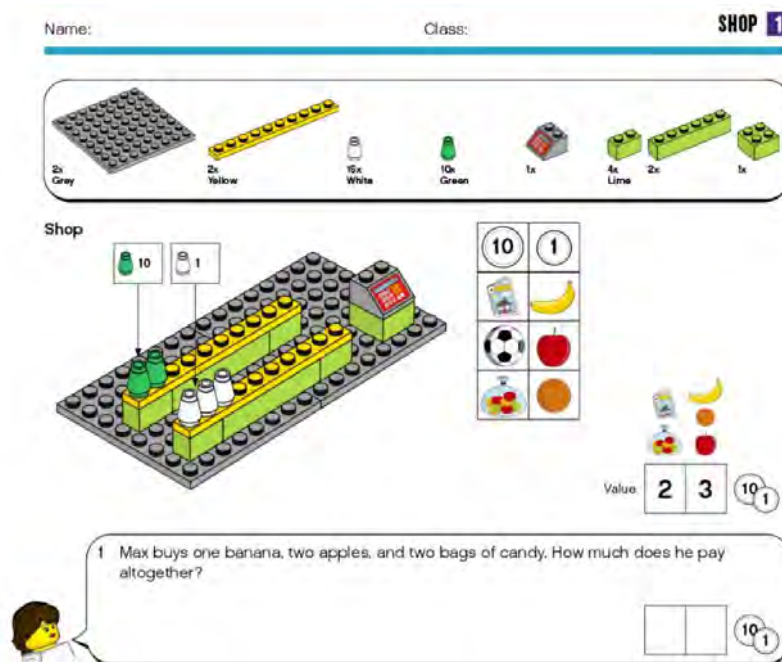 Name: Class: SHOP 1
2x
Grey
2x
Yellow
15x
White
10x
Green
1x
4x
Lime
2x
1x
Shop
10
1
10 1
Value 2 3 10 1
1 Max buys one banana, two apples, and two bags of candy. How much does he pay
altogether?
10 1